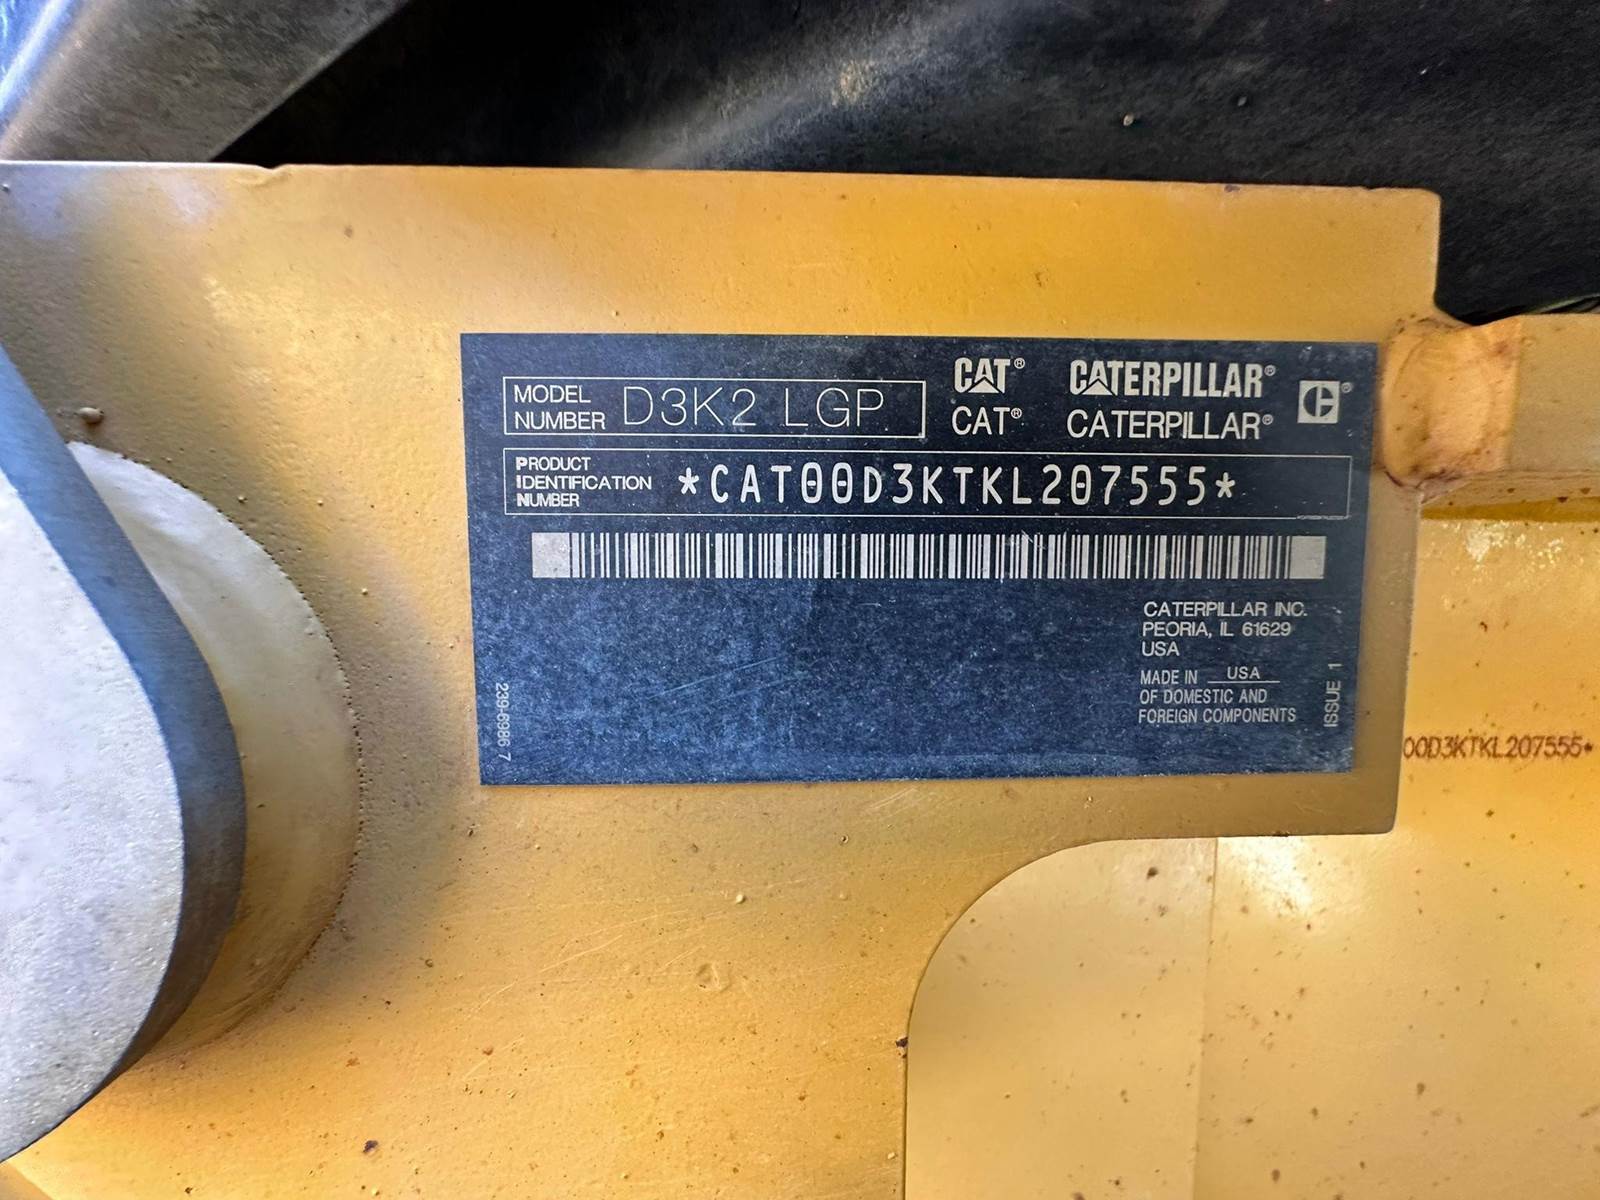 MODEL NUMBER D3K2 LGP
CAT® CATERPILLAR®
CAT® CATERPILLAR®
PRODUCT IDENTIFICATION NUMBER *CAT00D3KTKL207555*
CATERPILLAR INC.
PEORIA, IL 61629
USA
MADE IN USA
OF DOMESTIC AND
FOREIGN COMPONENTS
239-6986 7
ISSUE 1
00D3KTKL207555*